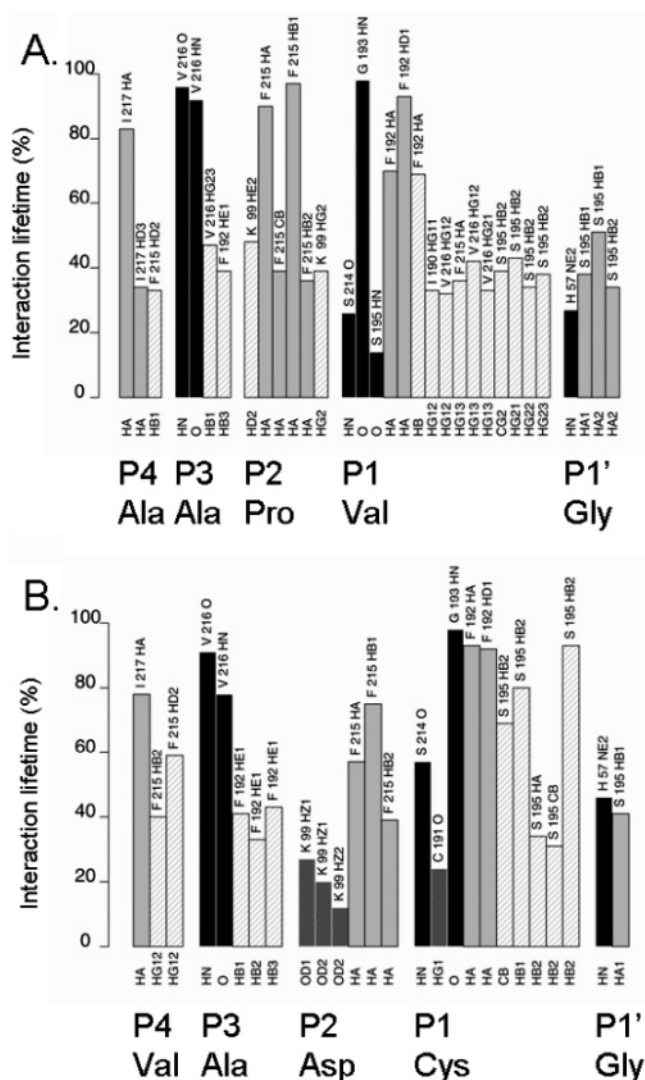 A.
Interaction lifetime (%)
100
80
60
40
20
0
I 217 HA
I 217 HD3
F 215 HD2
V 216 O
V 216 HN
V 216 HG23
F 192 HE1
K 99 HE2
F 215 HA
F 215 CB
F 215 HB1
F 215 HB2
K 99 HG2
S 214 O
G 193 HN
S 195 HN
F 192 HA
F 192 HD1
F 192 HA
I 190 HG11
V 216 HG12
F 215 HA
V 216 HG12
V 216 HG21
S 195 HB2
S 195 HB2
S 195 HB2
S 195 HB2
H 57 NE2
S 195 HB1
S 195 HB1
S 195 HB2
HA HA HB1 HN O HB1 HB3 HD2 HA HA HA HA HG2 HN O O HA HA HB HG12 HG12 HG13 HG13 HG13 CG2 HG21 HG22 HG23 HN HA1 HA2 HA2
P4 P3 P2 P1 P1'
Ala Ala Pro Val Gly
B.
Interaction lifetime (%)
100
80
60
40
20
0
I 217 HA
F 215 HB2
F 215 HD2
V 216 O
V 216 HN
F 192 HE1
F 192 HE1
F 192 HE1
K 99 HZ1
K 99 HZ1
K 99 HZ2
F 215 HA
F 215 HB1
F 215 HB2
S 214 O
C 191 O
G 193 HN
F 192 HA
F 192 HD1
S 195 HB2
S 195 HB1
S 195 HA
S 195 CB
S 195 HB2
H 57 NE2
S 195 HB1
HA HG12 HG12 HN O HB1 HB2 HB3 OD1 OD2 OD2 HA HA HA HN HG1 O HA HA CB HB1 HB2 HB2 HB2 HN HA1
P4 P3 P2 P1 P1'
Val Ala Asp Cys Gly